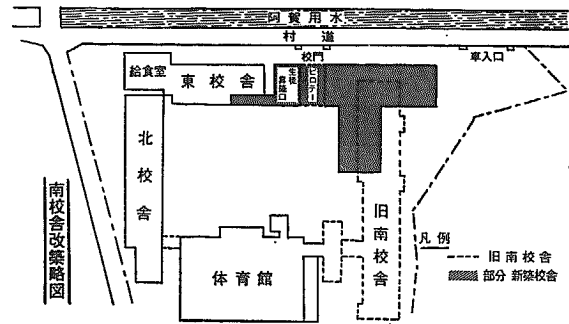 阿賀用水
村道
校門
車入口
給食室
東校舎
生徒昇降口
ピロテー
北校舎
旧南校舎
体育館
南校舎改築略図
凡例
旧南校舎
部分 新築校舎